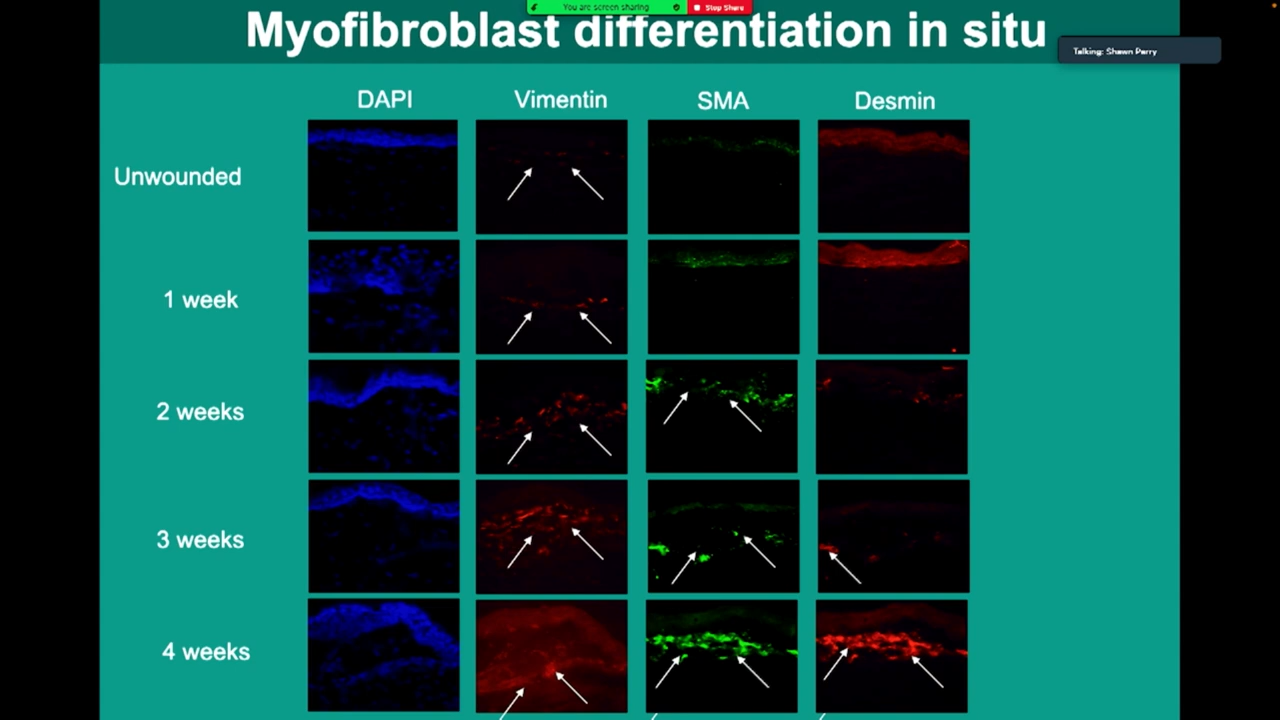 You are screen sharing
Stop Share
Myofibroblast differentiation in situ
Talking: Shawn Perry
DAPI Vimentin SMA Desmin
Unwounded
1 week
2 weeks
3 weeks
4 weeks